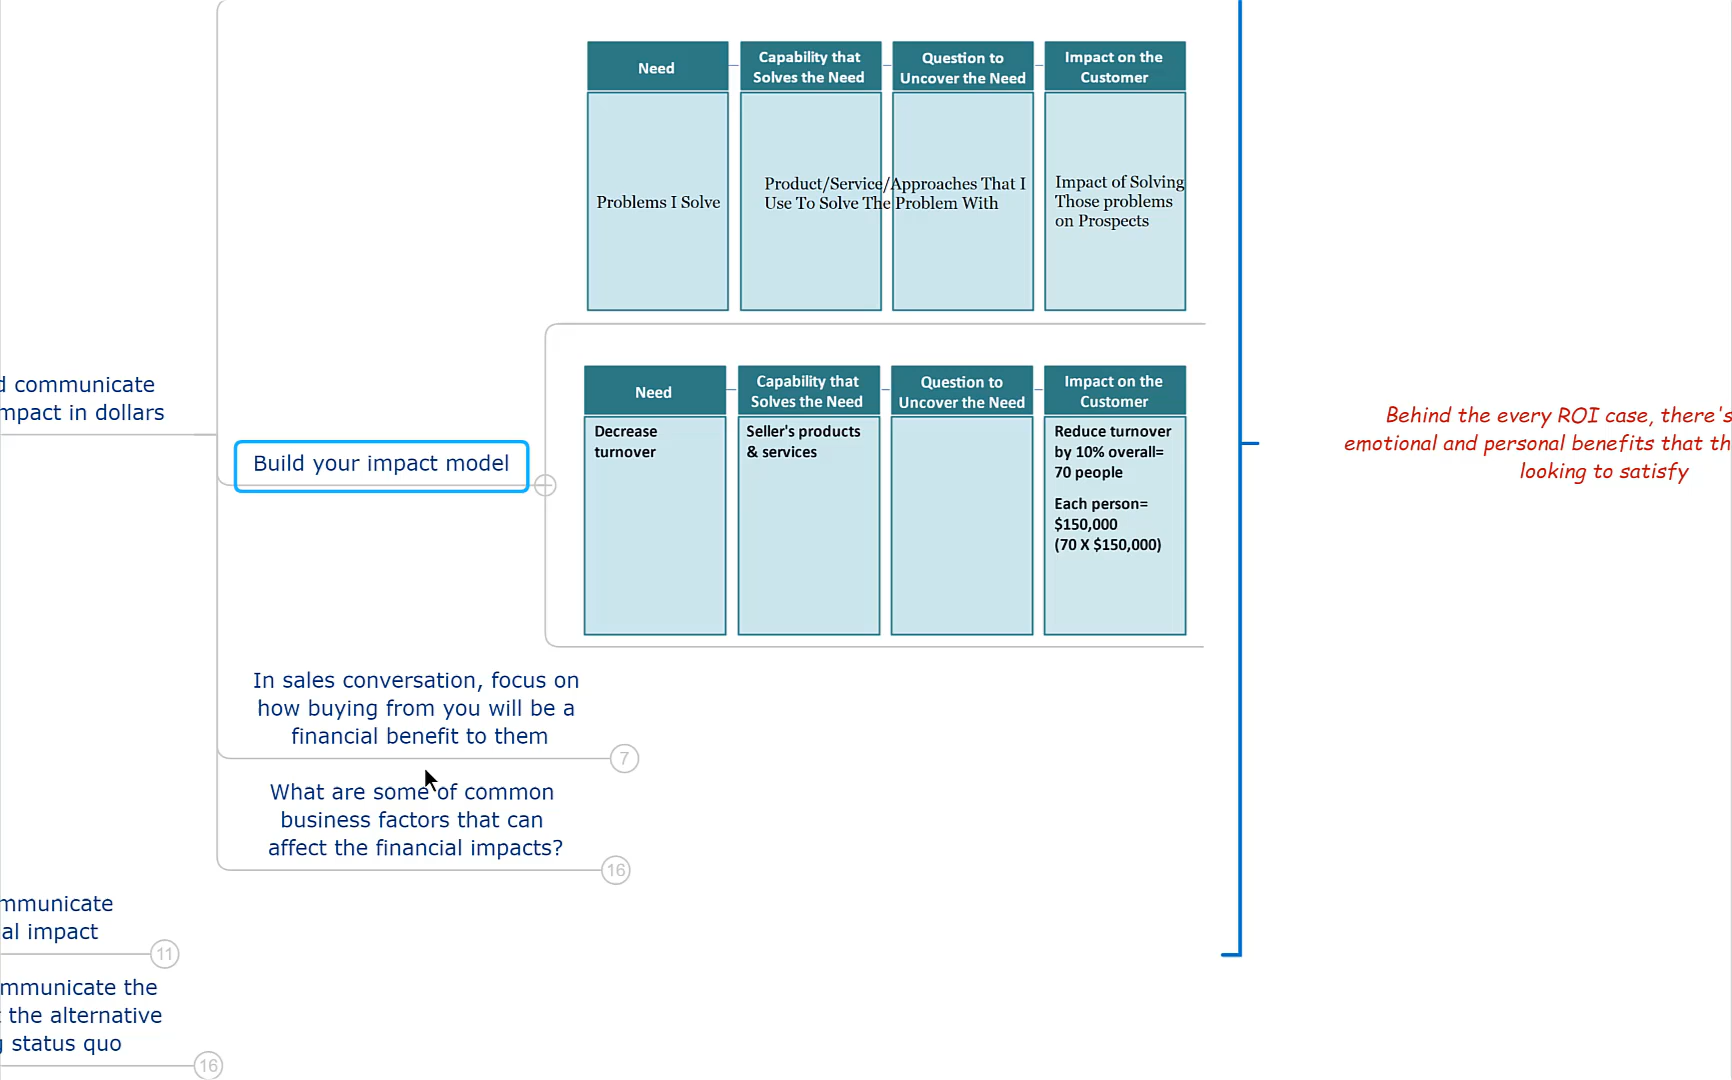 Need
Capability that
Solves the Need
Question to
Uncover the Need
Impact on the
Customer
Problems I Solve
Product/Service/Approaches That I
Use To Solve The Problem With
Impact of Solving
Those problems
on Prospects
d communicate
mpact in dollars
Build your impact model
Need
Capability that
Solves the Need
Question to
Uncover the Need
Impact on the
Customer
Decrease
turnover
Seller's products
& services
Reduce turnover
by 10% overall=
70 people
Each person=
$150,000
(70 X $150,000)
Behind the every ROI case, there's
emotional and personal benefits that th
looking to satisfy
In sales conversation, focus on
how buying from you will be a
financial benefit to them
7
What are some of common
business factors that can
affect the financial impacts?
16
mmunicate
al impact
11
mmunicate the
the alternative
status quo
16